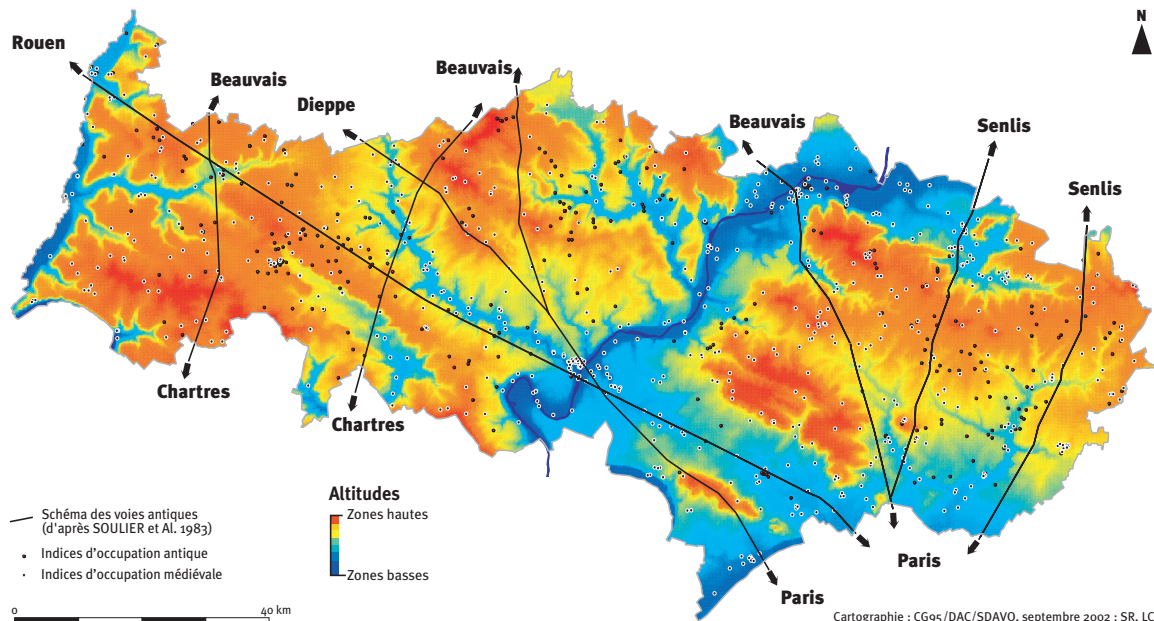 N
Rouen
Beauvais
Beauvais
Dieppe
Beauvais
Senlis
Senlis
Chartres
Chartres
Altitudes
Zones hautes
Zones basses
Schéma des voies antiques
(d'après SOULIER et Al. 1983)
Indices d'occupation antique
Indices d'occupation médiévale
0 40 km
Paris
Paris
Cartographie : CG95/DAC/SDAVO, septembre 2002 : SR, LC